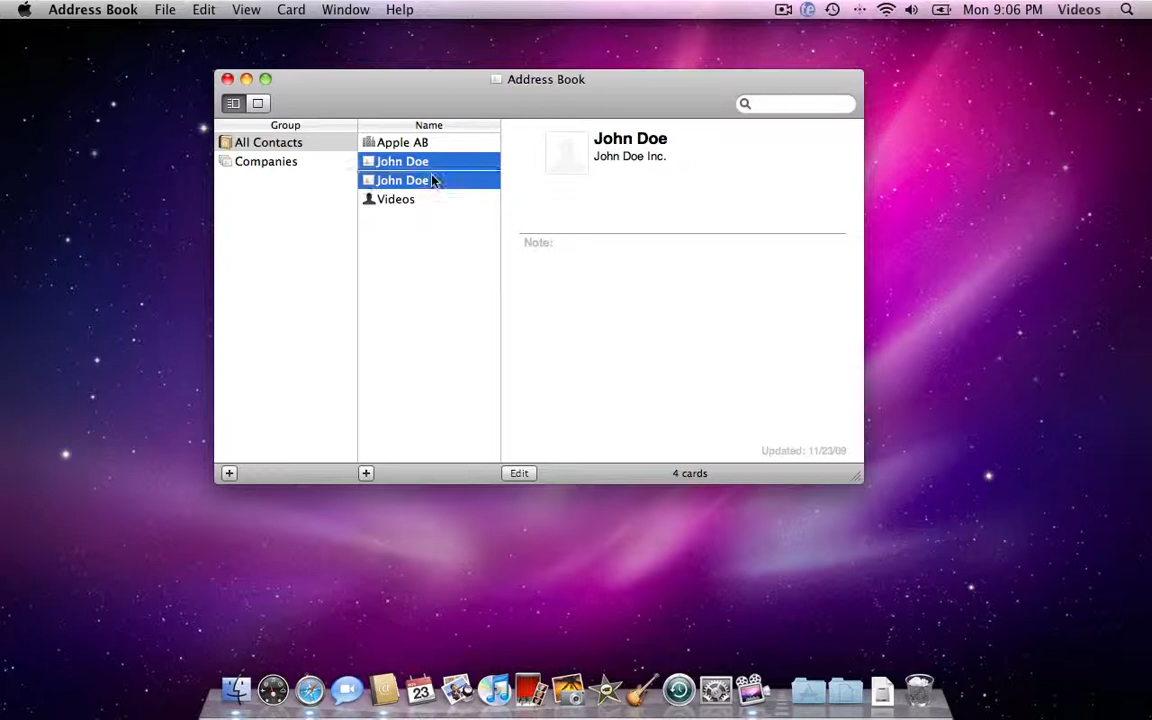 Address Book File Edit View Card Window Help Mon 9:06 PM Videos
Address Book
Group Name
All Contacts
Companies
Apple AB
John Doe
John Doe
Videos
John Doe
John Doe Inc.
Note:
Updated: 11/23/09
+ + Edit 4 cards
23